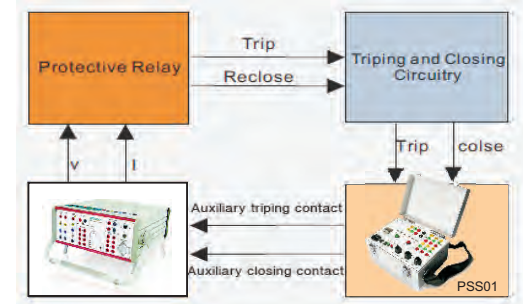 Trip
Protective Relay
Reclose
Triping and Closing
Circuitry
v
I
Trip
colse
Auxiliary triping contact
Auxiliary closing contact
PSS01